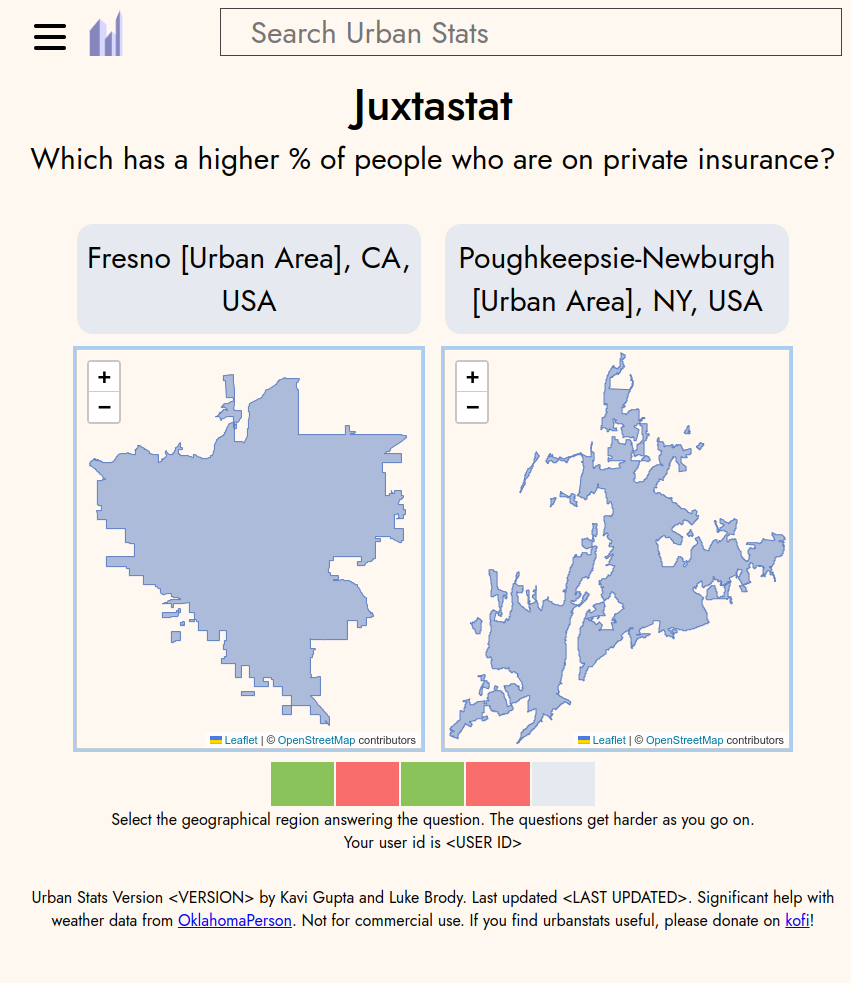 Search Urban Stats
Juxtastat
Which has a higher % of people who are on private insurance?
Fresno [Urban Area], CA,
USA
Poughkeepsie-Newburgh
[Urban Area], NY, USA
+
−
Leaflet | © OpenStreetMap contributors
+
−
Leaflet | © OpenStreetMap contributors
Select the geographical region answering the question. The questions get harder as you go on.
Your user id is <USER ID>
Urban Stats Version <VERSION> by Kavi Gupta and Luke Brody. Last updated <LAST UPDATED>. Significant help with
weather data from OklahomaPerson. Not for commercial use. If you find urbanstats useful, please donate on kofi!